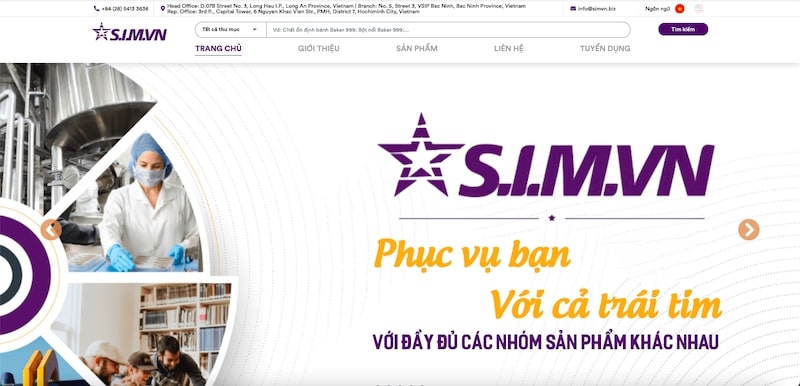 +84 (28) 5413 3636
Head Office: D.07B Street No. 3, Long Hau I.P., Long An Province, Vietnam | Branch: No. 5, Street 3, VSIP Bac Ninh, Bac Ninh Province, Vietnam
Rep. Office: 3rd Fl., Capital Tower, 6 Nguyen Khac Vien Str., PMH, District 7, Hochiminh City, Vietnam
info@simvn.biz
Ngôn ngữ
S.I.M.VN
Tất cả thư mục
Vd: Chất ổn định bánh Baker 999; Bột nổi Baker 999;...
Tìm kiếm
TRANG CHỦ
GIỚI THIỆU
SẢN PHẨM
LIÊN HỆ
TUYỂN DỤNG
S.I.M.VN
Phục vụ bạn
Với cả trái tim
VỚI ĐẦY ĐỦ CÁC NHÓM SẢN PHẨM KHÁC NHAU